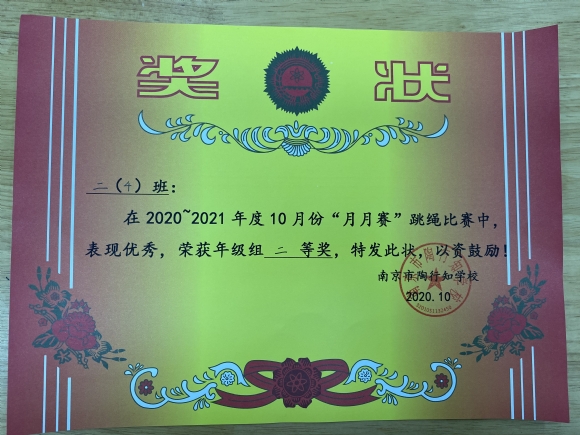 奖状
二（4）班：
在2020~2021年度10月份“月月赛”跳绳比赛中，
表现优秀，荣获年级组 二 等奖，特发此状，以资鼓励！
南京市陶行知学校
2020.10